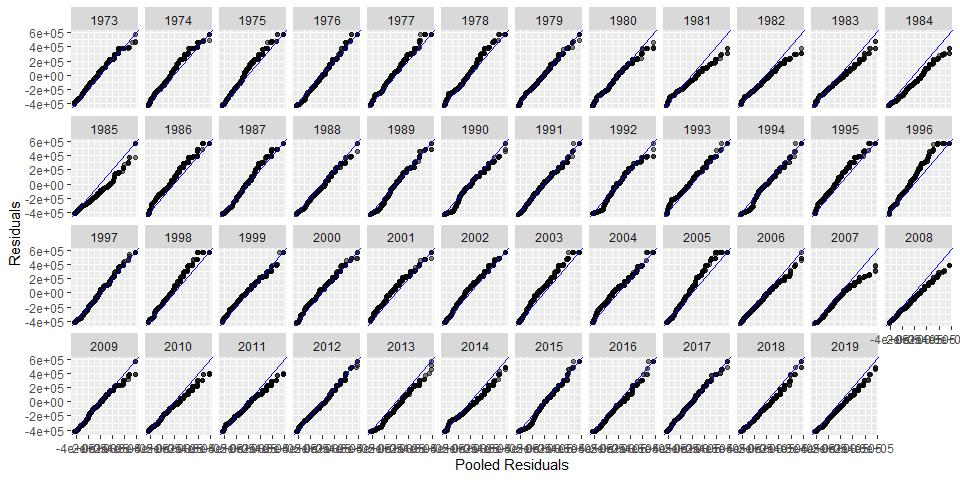 1973 1974 1975 1976 1977 1978 1979 1980 1981 1982 1983 1984
6e+05
4e+05
2e+05
0e+00
-2e+05
-4e+05
1985 1986 1987 1988 1989 1990 1991 1992 1993 1994 1995 1996
6e+05
4e+05
2e+05
0e+00
-2e+05
-4e+05
Residuals
1997 1998 1999 2000 2001 2002 2003 2004 2005 2006 2007 2008
6e+05
4e+05
2e+05
0e+00
-2e+05
-4e+05
2009 2010 2011 2012 2013 2014 2015 2016 2017 2018 2019
6e+05
4e+05
2e+05
0e+00
-2e+05
-4e+05
Pooled Residuals